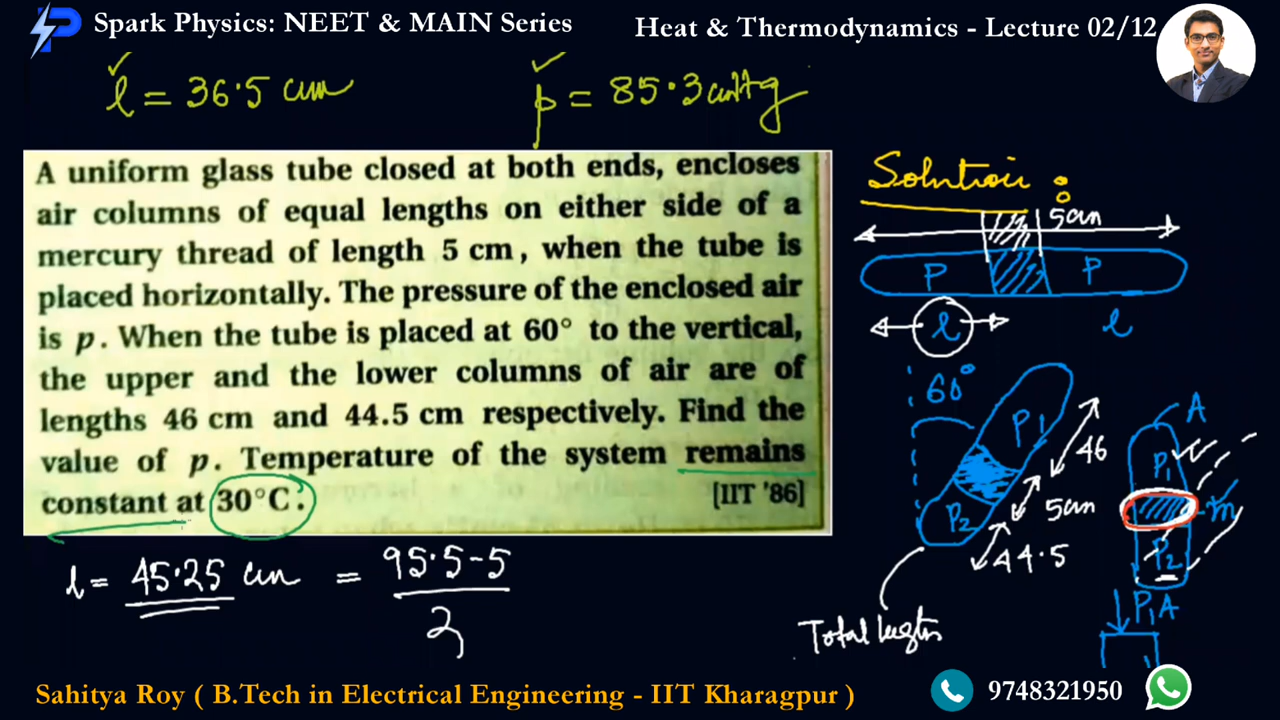 Spark Physics: NEET & MAIN Series
Heat & Thermodynamics - Lecture 02/12
l = 36.5 cm
p = 85.3 cmHg
A uniform glass tube closed at both ends, encloses
air columns of equal lengths on either side of a
mercury thread of length 5 cm, when the tube is
placed horizontally. The pressure of the enclosed air
is p. When the tube is placed at 60° to the vertical,
the upper and the lower columns of air are of
lengths 46 cm and 44.5 cm respectively. Find the
value of p. Temperature of the system remains
constant at 30°C.
[IIT '86]
l = 45.25 cm = 95.5-5
2
Solution :
5cm
P P
l l
60°
P1
46
5cm
P2
44.5
Total length
A
P1
m
P2
P1A
Sahitya Roy ( B.Tech in Electrical Engineering - IIT Kharagpur )
9748321950